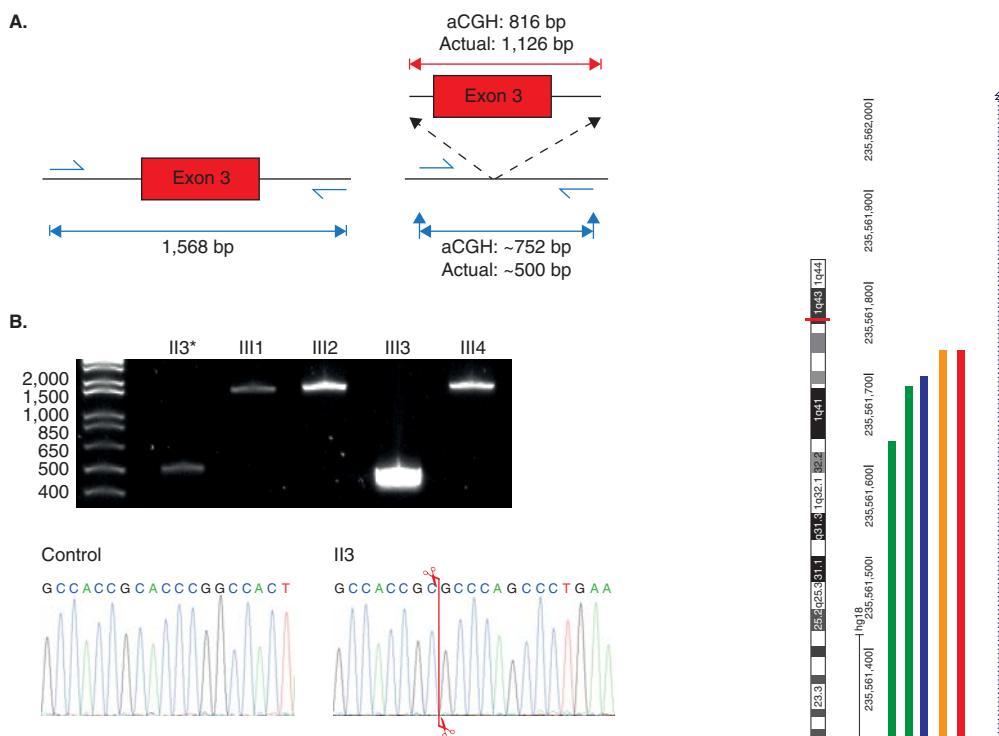 A.
aCGH: 816 bp
Actual: 1,126 bp
Exon 3
Exon 3
1,568 bp
aCGH: ~752 bp
Actual: ~500 bp
B.
II3* III1 III2 III3 III4
2,000
1,500
1,000
850
650
500
400
Control
GCCACCGCACCCGGCCACT
II3
GCCACCGCGCCCAGCCCTGAA
1q44
1q43
1q41
32.2
1q32.1
q31.3
31.1
q25.3
25.2
23.3
hg18
235,562,000|
235,561,900|
235,561,800|
235,561,700|
235,561,600|
235,561,500|
235,561,400|